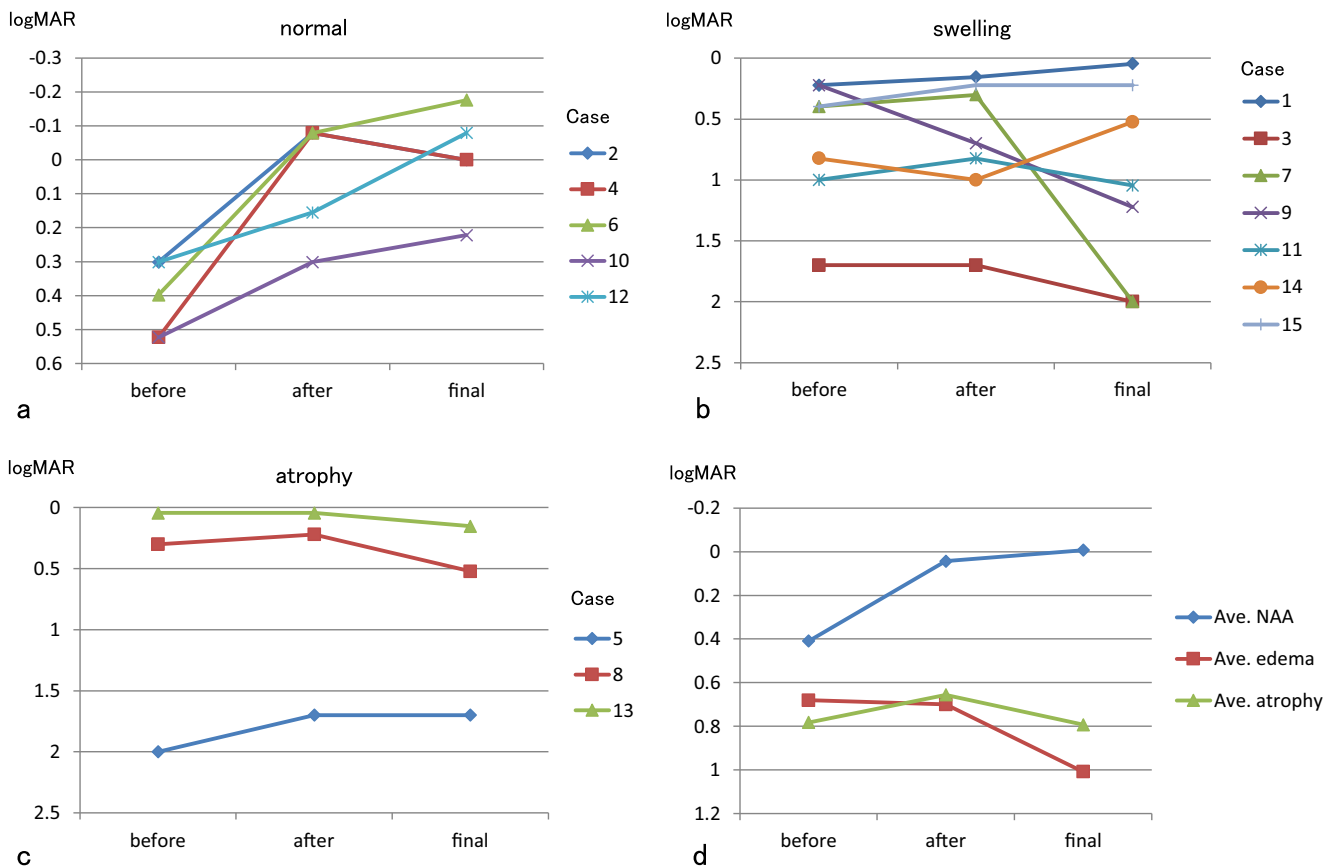 logMAR
normal
-0.3
-0.2
-0.1
0
0.1
0.2
0.3
0.4
0.5
0.6
before after final
Case
2
4
6
10
12
a
logMAR
swelling
0
0.5
1
1.5
2
2.5
before after final
Case
1
3
7
9
11
14
15
b
logMAR
atrophy
0
0.5
1
1.5
2
2.5
before after final
Case
5
8
13
c
logMAR
-0.2
0
0.2
0.4
0.6
0.8
1
1.2
before after final
Ave. NAA
Ave. edema
Ave. atrophy
d